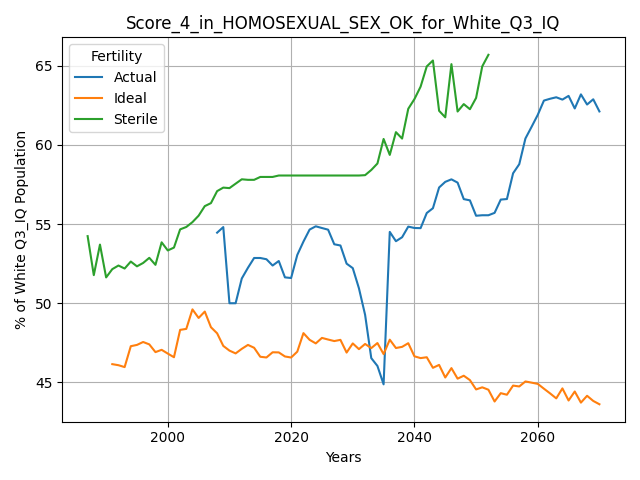 Score_4_in_HOMOSEXUAL_SEX_OK_for_White_Q3_IQ
Fertility
Actual
Ideal
Sterile
% of White Q3_IQ Population
65
60
55
50
45
2000
2020
2040
2060
Years